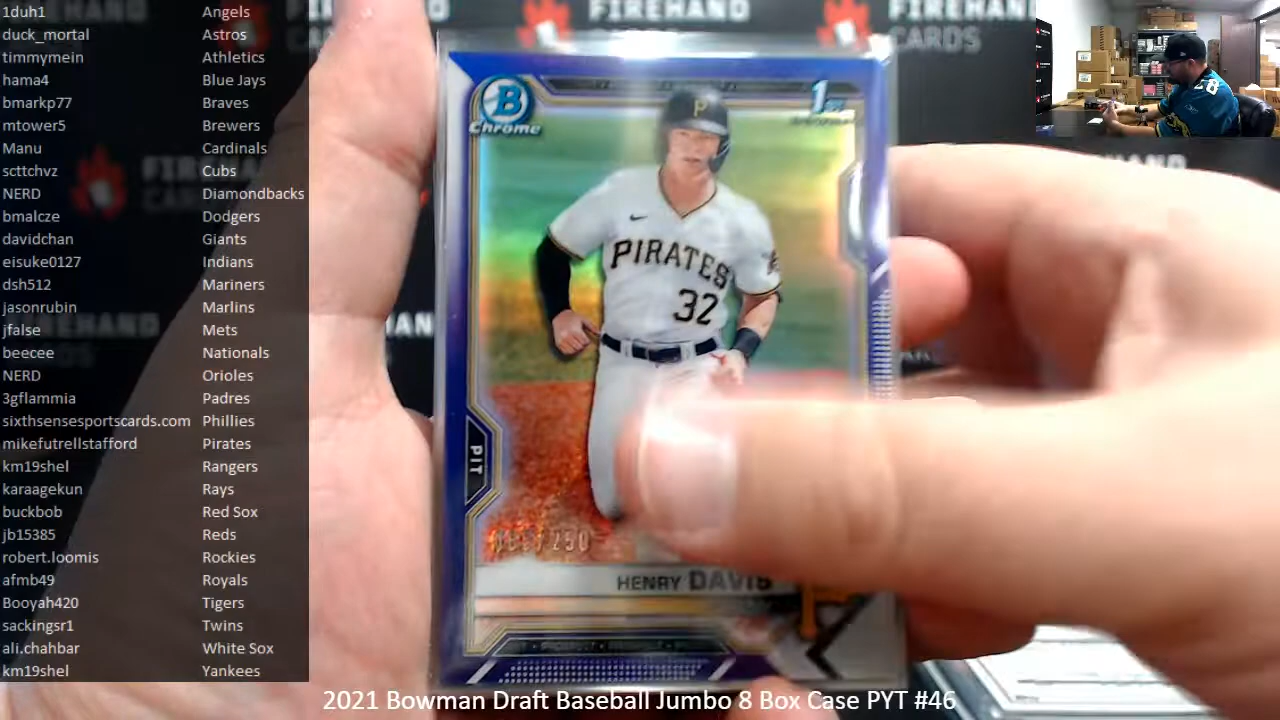 1duh1 Angels
duck_mortal Astros
timmymein Athletics
hama4 Blue Jays
bmarkp77 Braves
mtower5 Brewers
Manu Cardinals
scttchvz Cubs
NERD Diamondbacks
bmalcze Dodgers
davidchan Giants
eisuke0127 Indians
dsh512 Mariners
jasonrubin Marlins
jfalse Mets
beecee Nationals
NERD Orioles
3gflammia Padres
sixthsensesportscards.com Phillies
mikefutrellstafford Pirates
km19shel Rangers
karaagekun Rays
buckbob Red Sox
jb15385 Reds
robert.loomis Rockies
afmb49 Royals
Booyah420 Tigers
sackingsr1 Twins
ali.chahbar White Sox
km19shel Yankees
FIREHAND
CARDS
B
Chrome
1st
P
PIRATES
32
PIT
HENRY DAVIS
2021 Bowman Draft Baseball Jumbo 8 Box Case PYT #46